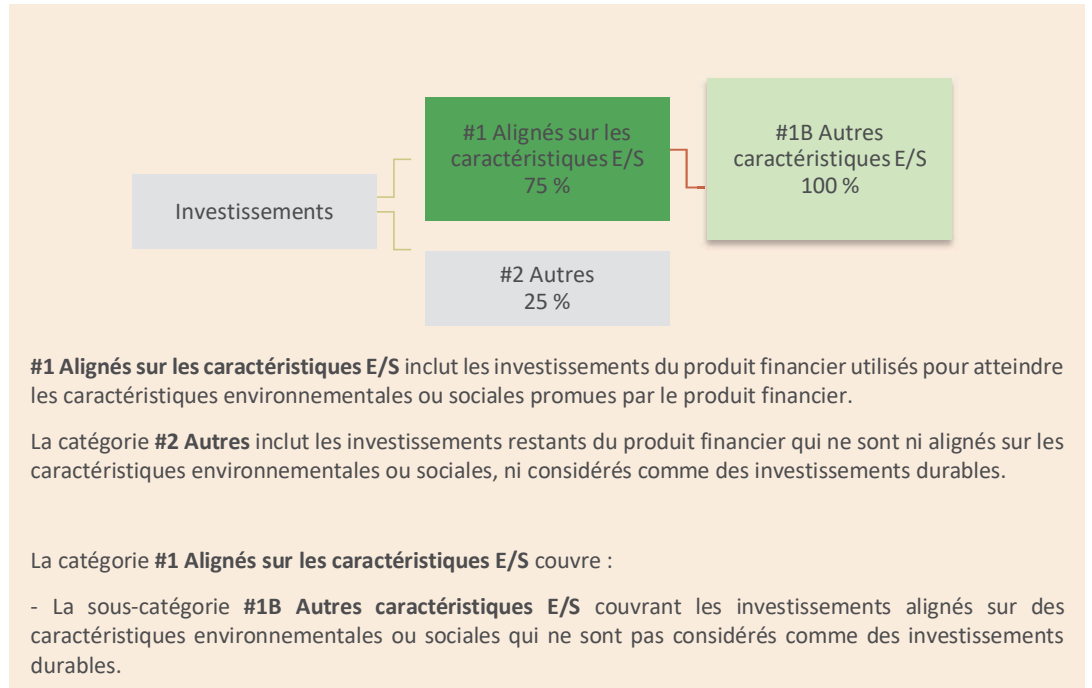 #1 Alignés sur les
caractéristiques E/S
75 %
#1B Autres
caractéristiques E/S
100 %
Investissements
#2 Autres
25 %
#1 Alignés sur les caractéristiques E/S inclut les investissements du produit financier utilisés pour atteindre
les caractéristiques environnementales ou sociales promues par le produit financier.
La catégorie #2 Autres inclut les investissements restants du produit financier qui ne sont ni alignés sur les
caractéristiques environnementales ou sociales, ni considérés comme des investissements durables.
La catégorie #1 Alignés sur les caractéristiques E/S couvre :
- La sous-catégorie #1B Autres caractéristiques E/S couvrant les investissements alignés sur des
caractéristiques environnementales ou sociales qui ne sont pas considérés comme des investissements
durables.